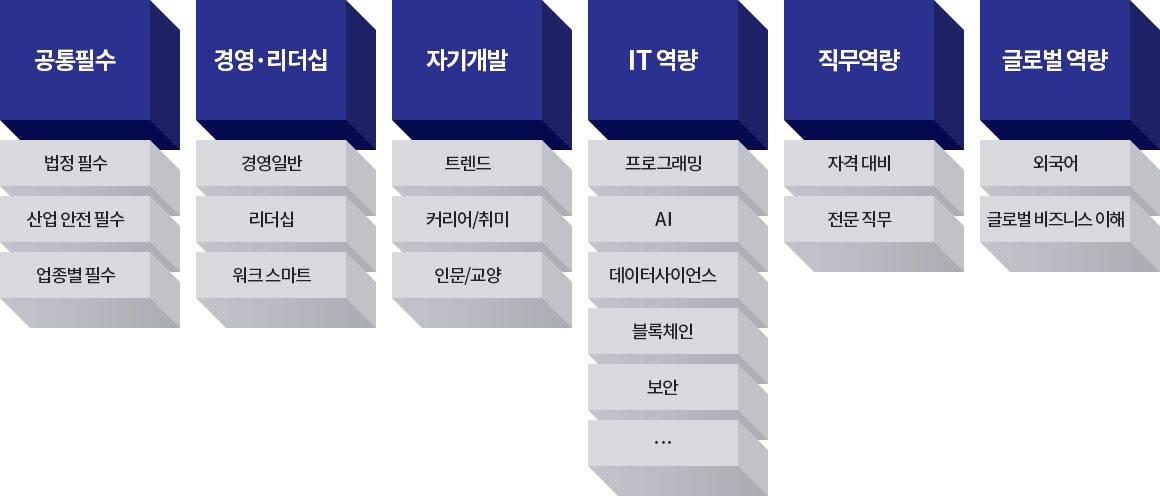 공통필수
경영·리더십
자기개발
IT 역량
직무역량
글로벌 역량
법정 필수
경영일반
트렌드
프로그래밍
자격 대비
외국어
산업 안전 필수
리더십
커리어/취미
AI
전문 직무
글로벌 비즈니스 이해
업종별 필수
워크 스마트
인문/교양
데이터사이언스
블록체인
보안
…